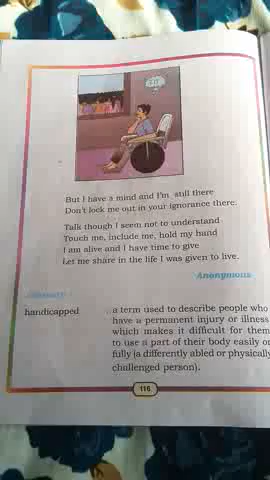 But I have a mind and I'm still there
Don't lock me out in your ignorance there.
Talk though I seem not to understand
Touch me, include me, hold my hand
I am alive and I have time to give
Let me share in the life I was given to live.
Anonymous
handicapped : a term used to describe people who
have a permanent injury or illness
which makes it difficult for them
to use a part of their body easily or
fully (a differently abled or physically
challenged person).
116